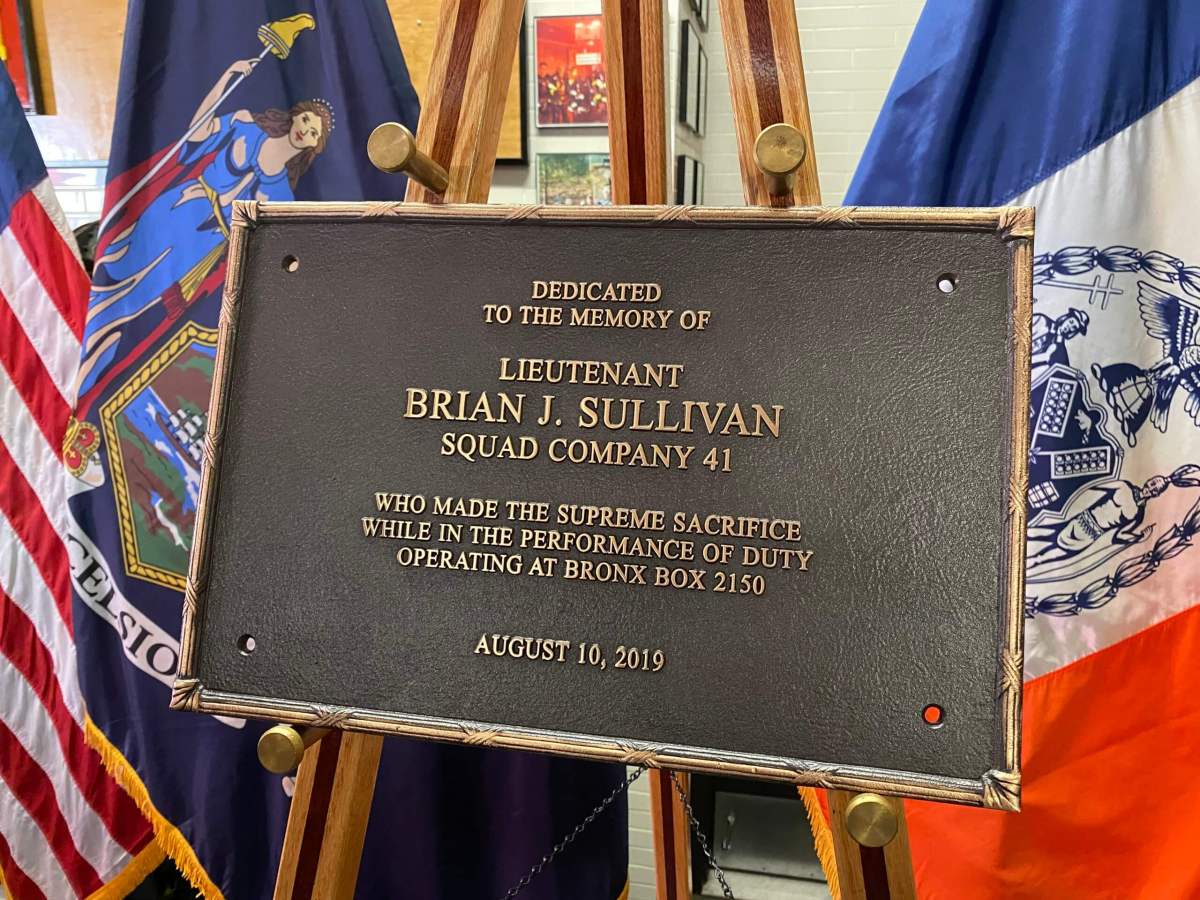 DEDICATED
TO THE MEMORY OF
LIEUTENANT
BRIAN J. SULLIVAN
SQUAD COMPANY 41
WHO MADE THE SUPREME SACRIFICE
WHILE IN THE PERFORMANCE OF DUTY
OPERATING AT BRONX BOX 2150
AUGUST 10, 2019
CELSIO